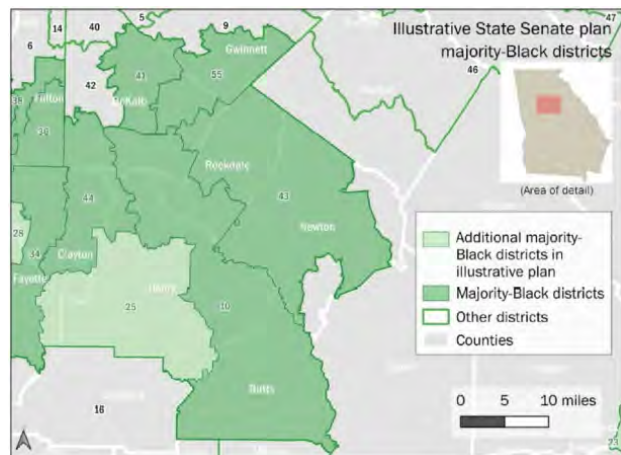 Illustrative State Senate plan
majority-Black districts
(Area of detail)
Additional majority-
Black districts in
illustrative plan
Majority-Black districts
Other districts
Counties
0 5 10 miles
14 40 5 9 47
6
Gwinnett
46
42 41 55
DeKalb
Fulton
38
Rockdale
44 43
28 34 Clayton Newton
Fayette
25 Henry 10
Butts
16